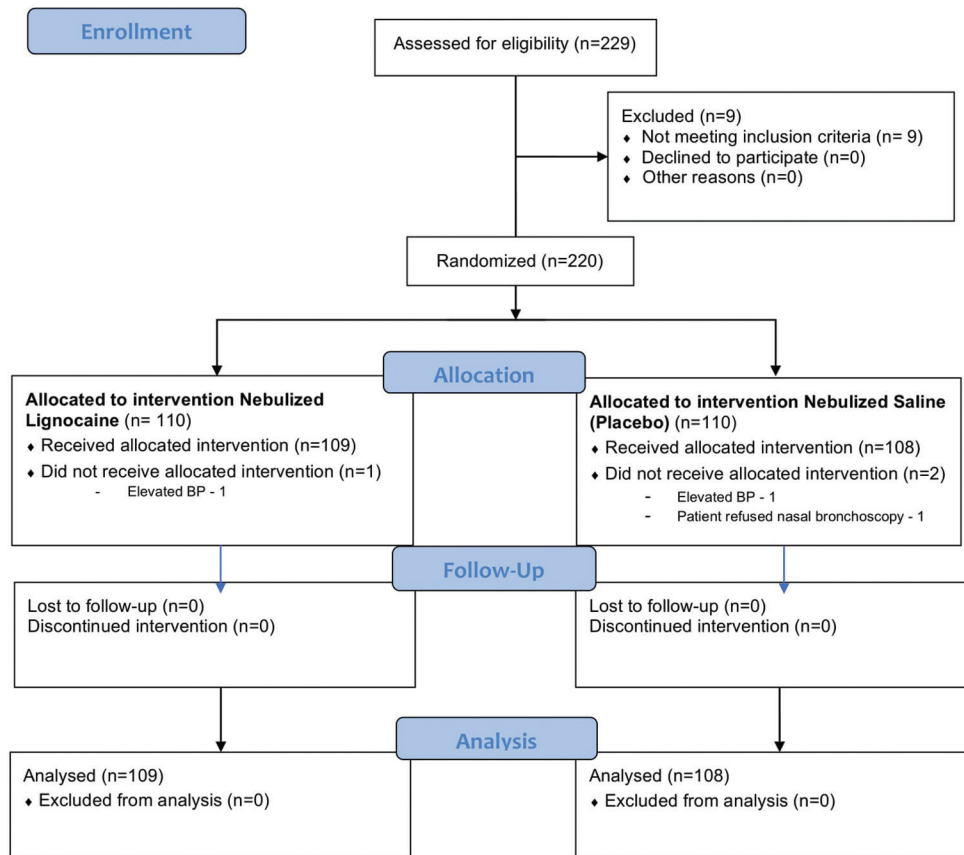 Enrollment
Assessed for eligibility (n=229)
Excluded (n=9)
♦ Not meeting inclusion criteria (n= 9)
♦ Declined to participate (n=0)
♦ Other reasons (n=0)
Randomized (n=220)
Allocation
Allocated to intervention Nebulized
Lignocaine (n= 110)
♦ Received allocated intervention (n=109)
♦ Did not receive allocated intervention (n=1)
- Elevated BP - 1
Allocated to intervention Nebulized Saline
(Placebo) (n=110)
♦ Received allocated intervention (n=108)
♦ Did not receive allocated intervention (n=2)
- Elevated BP - 1
- Patient refused nasal bronchoscopy - 1
Follow-Up
Lost to follow-up (n=0)
Discontinued intervention (n=0)
Lost to follow-up (n=0)
Discontinued intervention (n=0)
Analysis
Analysed (n=109)
♦ Excluded from analysis (n=0)
Analysed (n=108)
♦ Excluded from analysis (n=0)